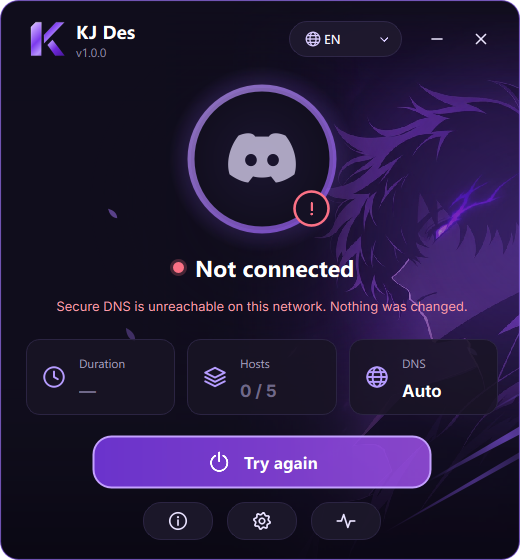 KJ Des
v1.0.0
EN
Not connected
Secure DNS is unreachable on this network. Nothing was changed.
Duration
—
Hosts
0 / 5
DNS
Auto
Try again